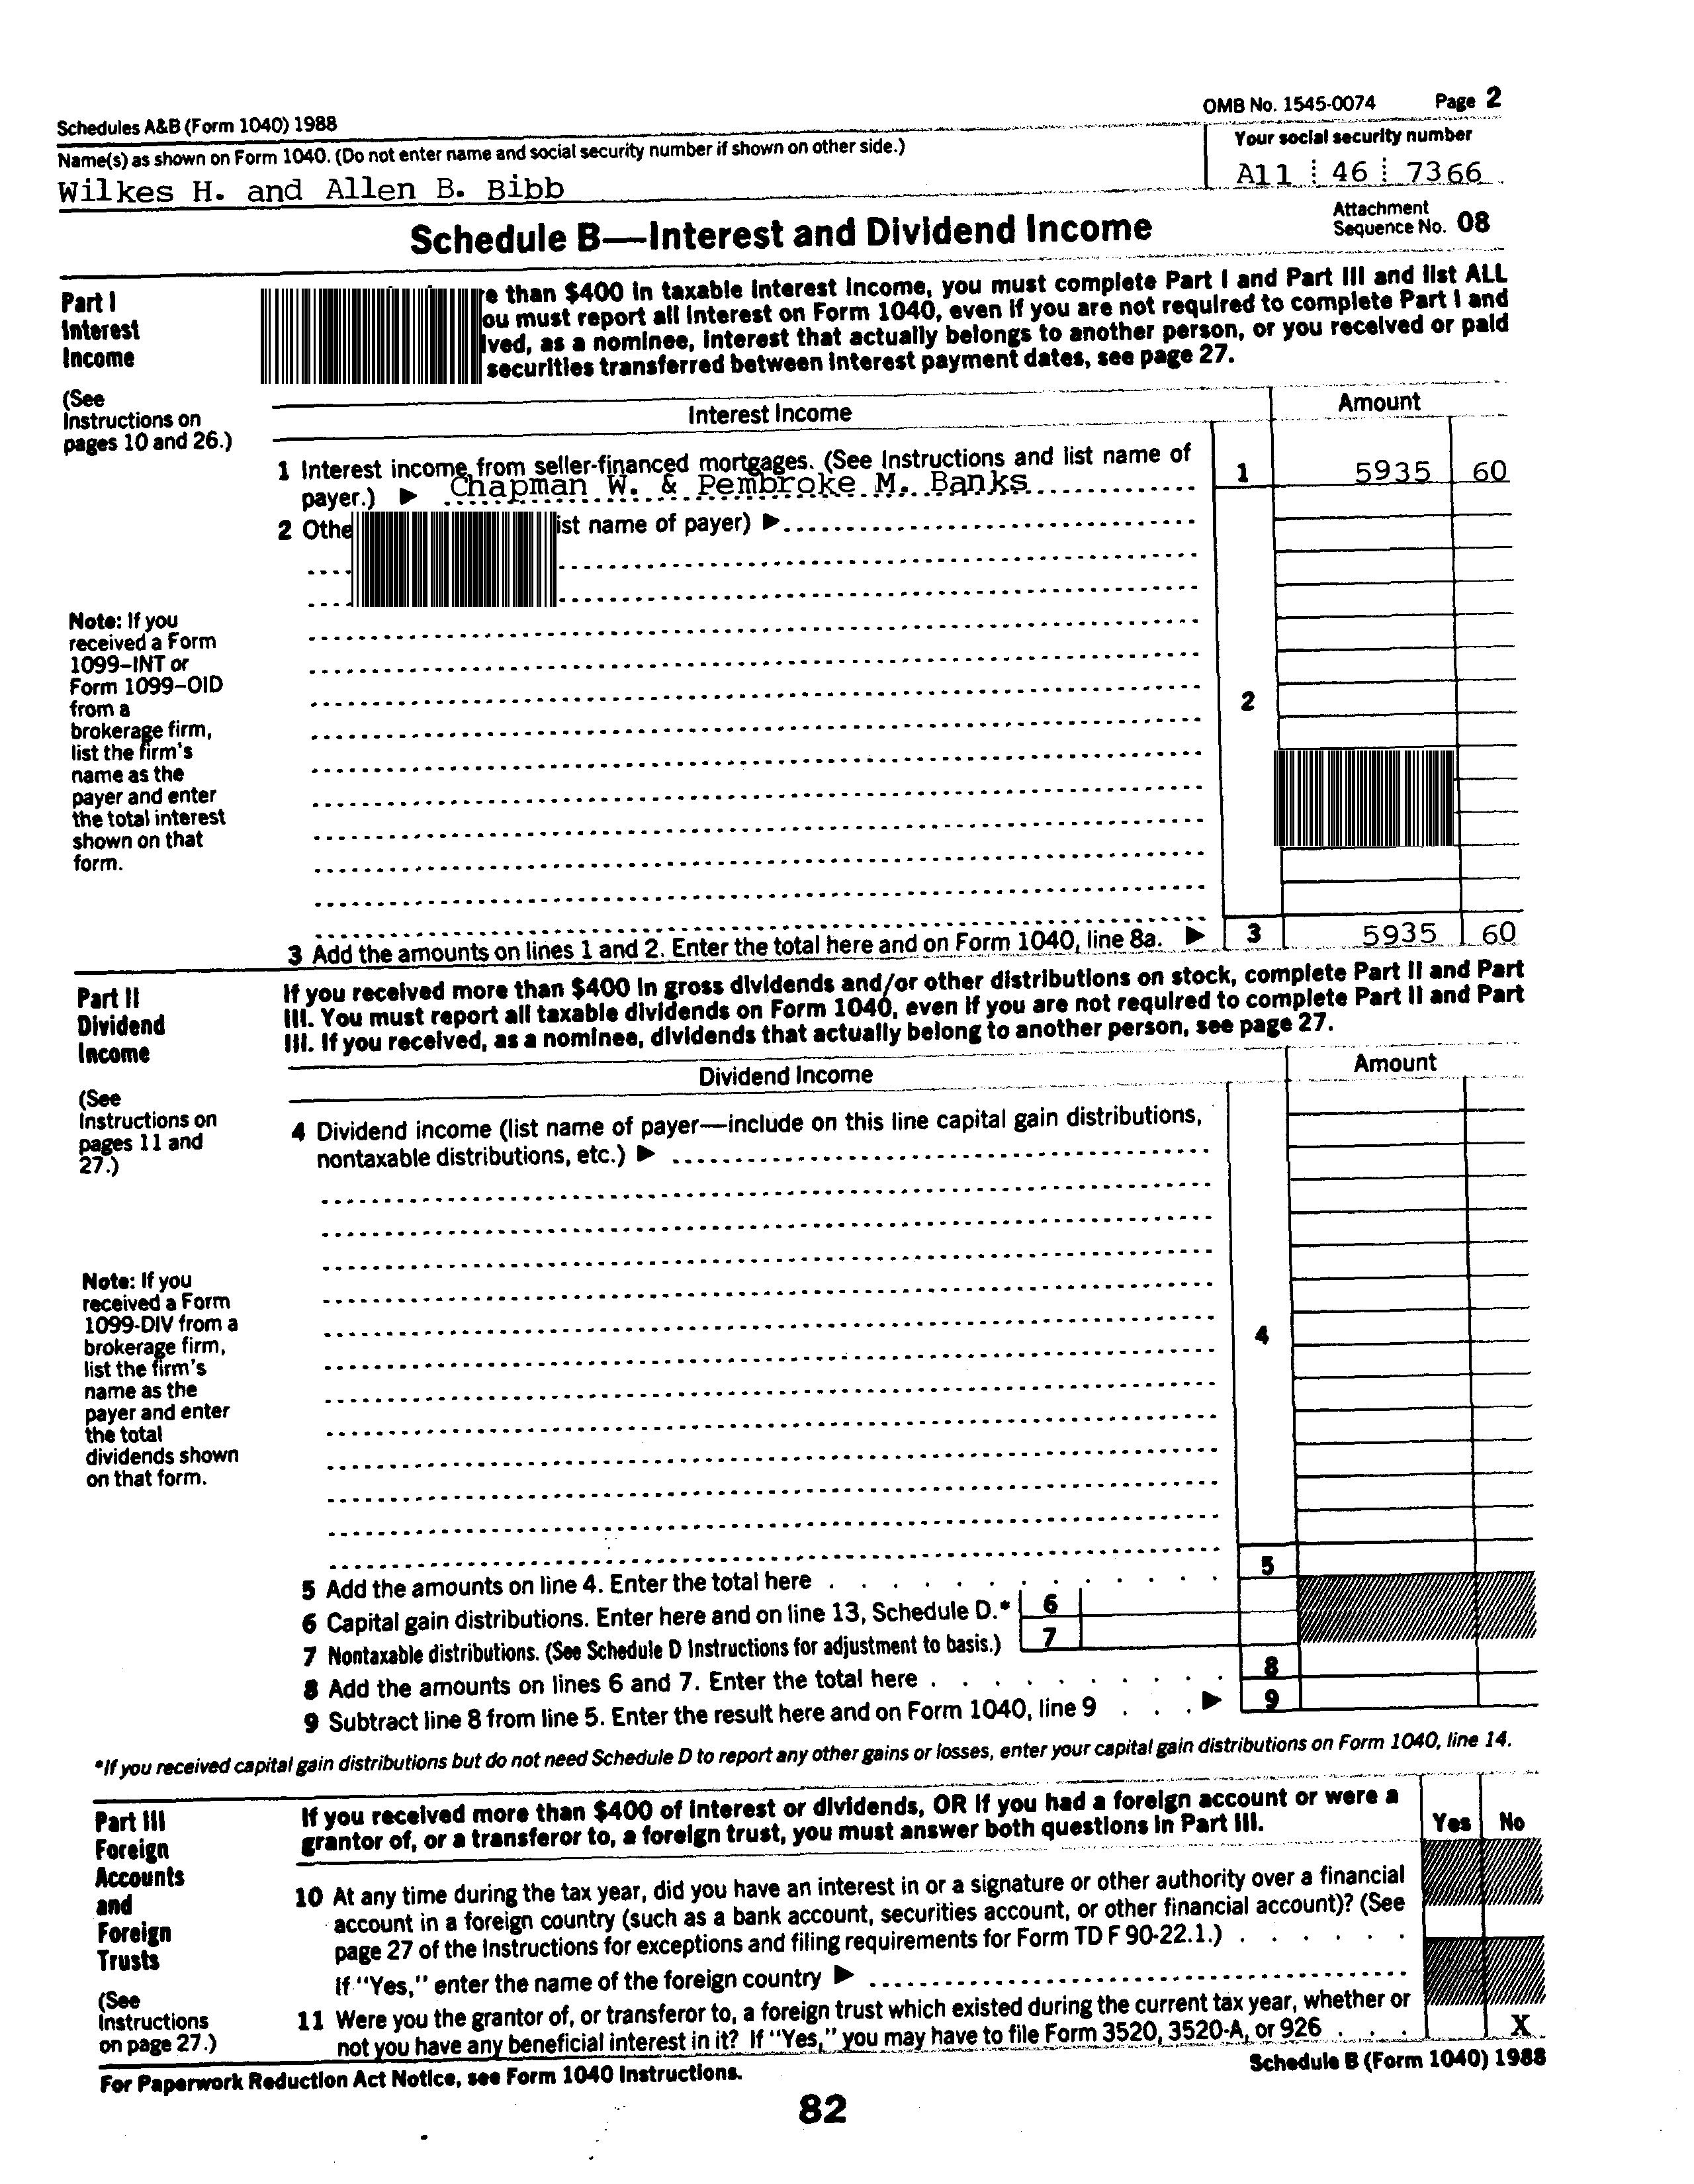 Schedules A&B (Form 1040) 1988
OMB No. 1545-0074 Page 2
Name(s) as shown on Form 1040. (Do not enter name and social security number if shown on other side.)
Your social security number
Wilkes H. and Allen B. Bibb
A11 46 7366
Schedule B—Interest and Dividend Income
Attachment
Sequence No. 08
Part I
Interest
Income
(See
Instructions on
pages 10 and 26.)
e than $400 in taxable interest income, you must complete Part I and Part III and list ALL
ou must report all interest on Form 1040, even if you are not required to complete Part I and
ived, as a nominee, interest that actually belongs to another person, or you received or paid
securities transferred between interest payment dates, see page 27.
Interest Income
Amount
1 Interest income from seller-financed mortgages. (See Instructions and list name of
payer.) ▶ Chapman W. & Pembroke M. Banks
1 5935 60
2 Othe ist name of payer) ▶
Note: If you
received a Form
1099–INT or
Form 1099–OID
from a
brokerage firm,
list the firm's
name as the
payer and enter
the total interest
shown on that
form.
2
3 Add the amounts on lines 1 and 2. Enter the total here and on Form 1040, line 8a. ▶ 3 5935 60
Part II
Dividend
Income
(See
Instructions on
pages 11 and
27.)
If you received more than $400 in gross dividends and/or other distributions on stock, complete Part II and Part
III. You must report all taxable dividends on Form 1040, even if you are not required to complete Part II and Part
III. If you received, as a nominee, dividends that actually belong to another person, see page 27.
Dividend Income
Amount
4 Dividend income (list name of payer—include on this line capital gain distributions,
nontaxable distributions, etc.) ▶
Note: If you
received a Form
1099-DIV from a
brokerage firm,
list the firm's
name as the
payer and enter
the total
dividends shown
on that form.
4
5 Add the amounts on line 4. Enter the total here . . . . . . . . . . . 5
6 Capital gain distributions. Enter here and on line 13, Schedule D.* 6
7 Nontaxable distributions. (See Schedule D Instructions for adjustment to basis.) 7
8 Add the amounts on lines 6 and 7. Enter the total here . . . . . . . . 8
9 Subtract line 8 from line 5. Enter the result here and on Form 1040, line 9 . . . ▶ 9
*If you received capital gain distributions but do not need Schedule D to report any other gains or losses, enter your capital gain distributions on Form 1040, line 14.
Part III
Foreign
Accounts
and
Foreign
Trusts
(See
Instructions
on page 27.)
If you received more than $400 of interest or dividends, OR if you had a foreign account or were a
grantor of, or a transferor to, a foreign trust, you must answer both questions in Part III.
Yes No
10 At any time during the tax year, did you have an interest in or a signature or other authority over a financial
account in a foreign country (such as a bank account, securities account, or other financial account)? (See
page 27 of the Instructions for exceptions and filing requirements for Form TD F 90-22.1.) . . . . . .
If "Yes," enter the name of the foreign country ▶
11 Were you the grantor of, or transferor to, a foreign trust which existed during the current tax year, whether or
not you have any beneficial interest in it? If "Yes," you may have to file Form 3520, 3520-A, or 926 . . . X
For Paperwork Reduction Act Notice, see Form 1040 Instructions.
Schedule B (Form 1040) 1988
82